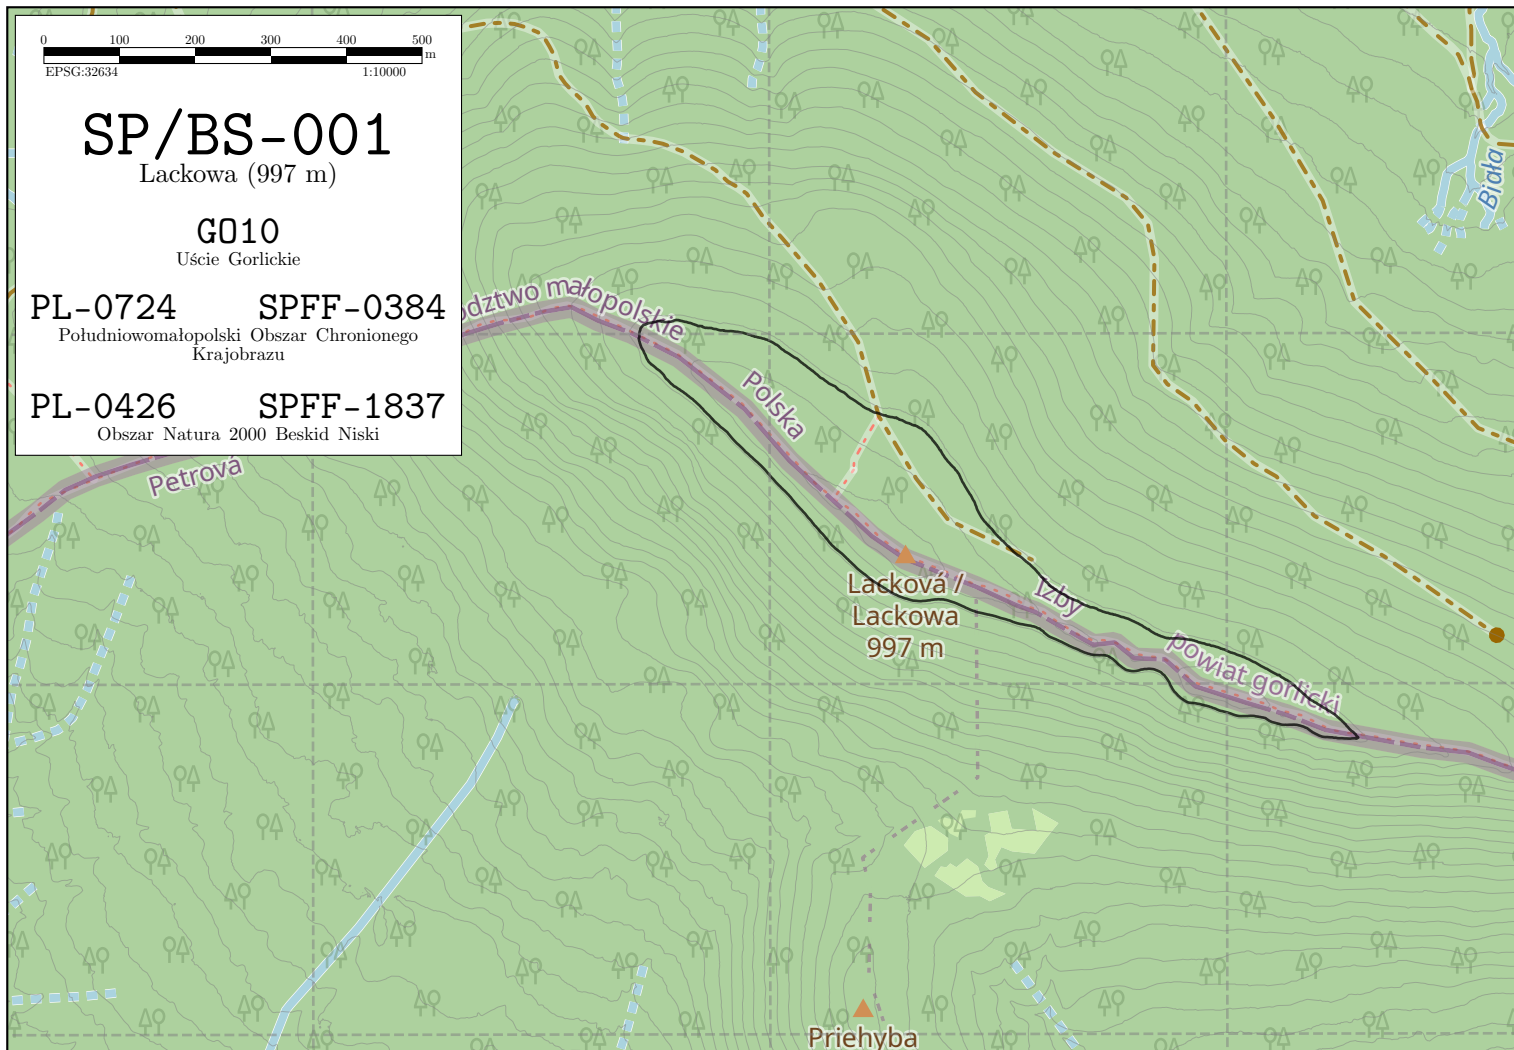 0 100 200 300 400 500
m
EPSG:32634 1:10000
SP/BS-001
Lackowa (997 m)
GO10
Uście Gorlickie
PL-0724 SPFF-0384
Południowomałopolski Obszar Chronionego
Krajobrazu
PL-0426 SPFF-1837
Obszar Natura 2000 Beskid Niski
Biała
małopolskie
Polska
Petrová
Lacková /
Lackowa
997 m
Izby
powiat gorlicki
Priehyba